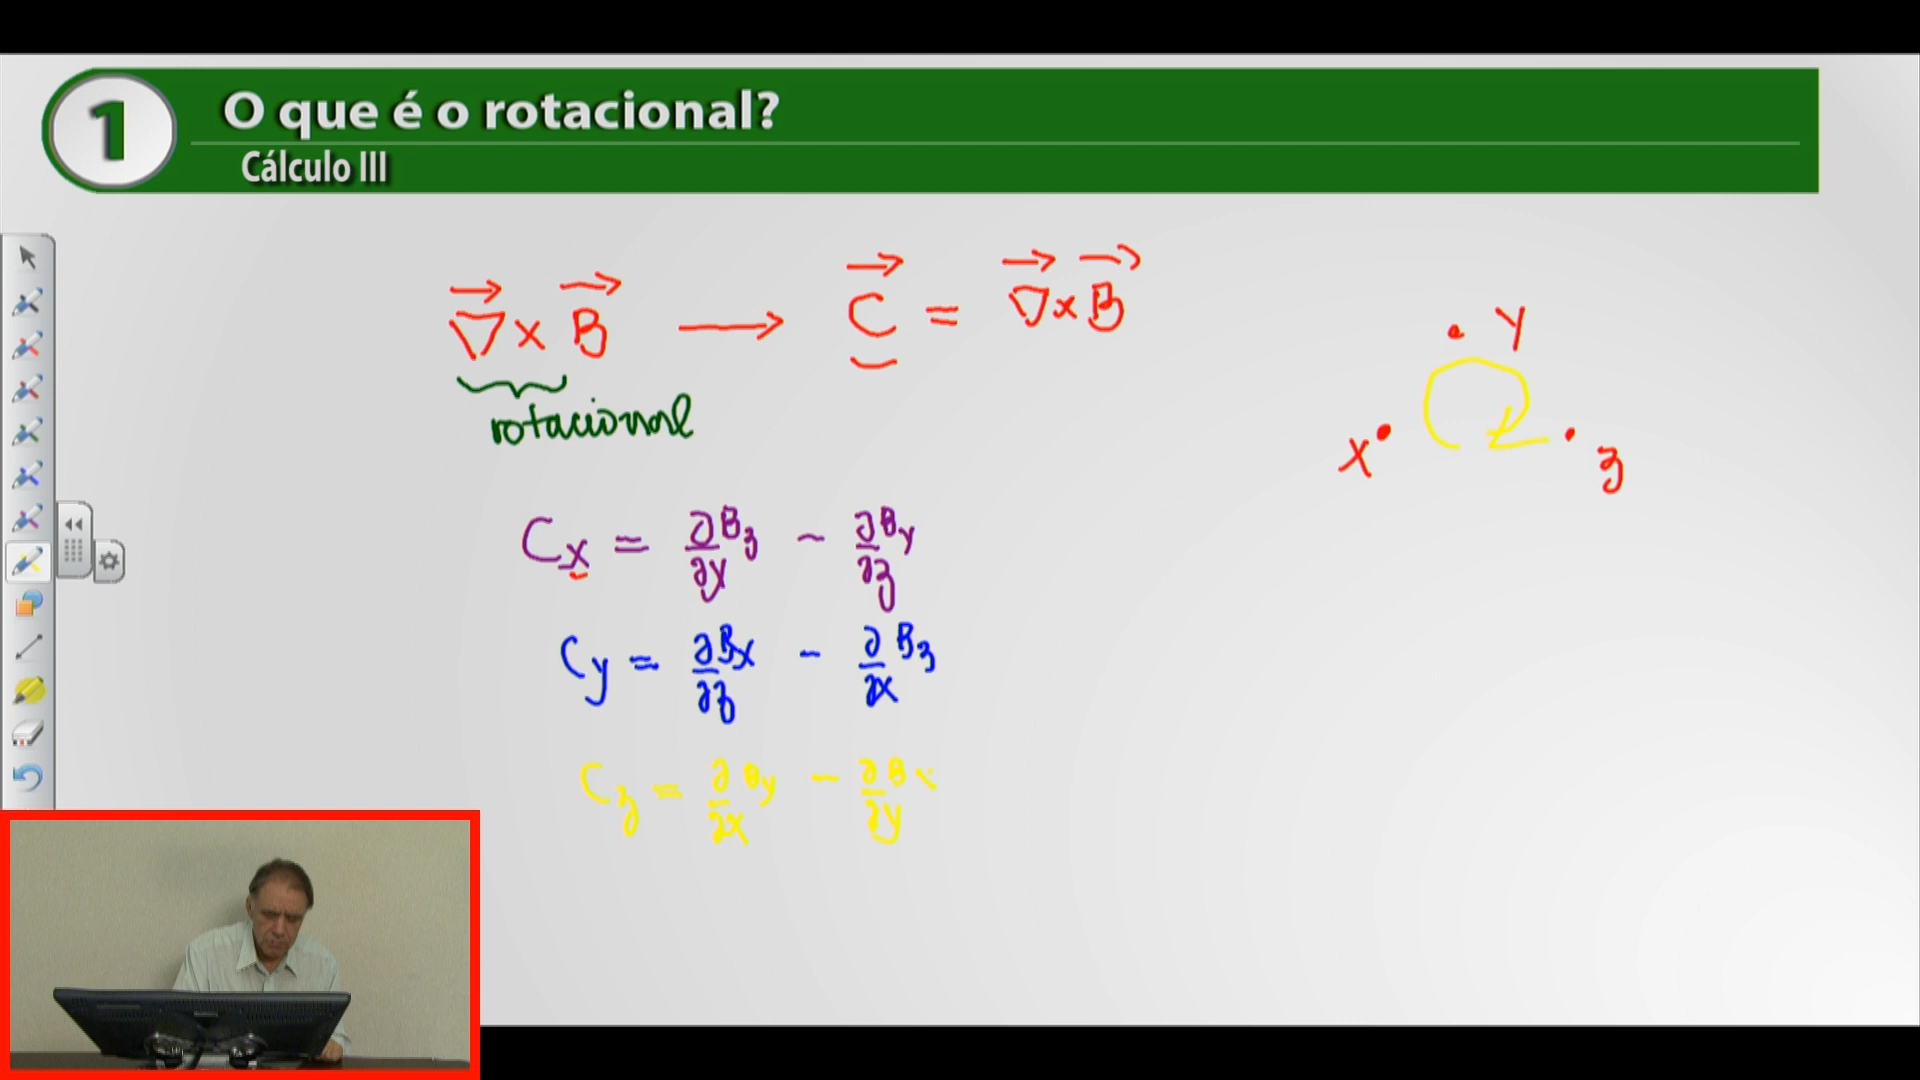 1
O que é o rotacional?
Cálculo III
∇⃗ x B⃗ → C⃗ = ∇⃗ x B⃗
rotacional
y
x
z
Cx = ∂Bz/∂y - ∂By/∂z
Cy = ∂Bx/∂z - ∂Bz/∂x
Cz = ∂By/∂x - ∂Bx/∂y